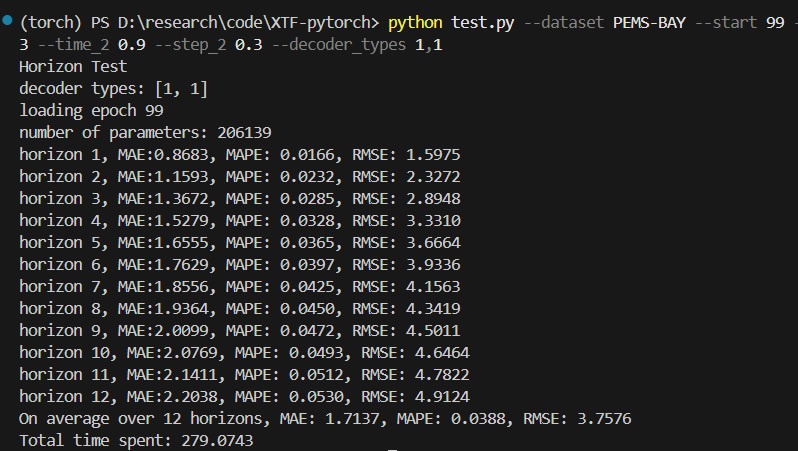 (torch) PS D:\research\code\XTF-pytorch> python test.py --dataset PEMS-BAY --start 99 -
3 --time_2 0.9 --step_2 0.3 --decoder_types 1,1
Horizon Test
decoder types: [1, 1]
loading epoch 99
number of parameters: 206139
horizon 1, MAE:0.8683, MAPE: 0.0166, RMSE: 1.5975
horizon 2, MAE:1.1593, MAPE: 0.0232, RMSE: 2.3272
horizon 3, MAE:1.3672, MAPE: 0.0285, RMSE: 2.8948
horizon 4, MAE:1.5279, MAPE: 0.0328, RMSE: 3.3310
horizon 5, MAE:1.6555, MAPE: 0.0365, RMSE: 3.6664
horizon 6, MAE:1.7629, MAPE: 0.0397, RMSE: 3.9336
horizon 7, MAE:1.8556, MAPE: 0.0425, RMSE: 4.1563
horizon 8, MAE:1.9364, MAPE: 0.0450, RMSE: 4.3419
horizon 9, MAE:2.0099, MAPE: 0.0472, RMSE: 4.5011
horizon 10, MAE:2.0769, MAPE: 0.0493, RMSE: 4.6464
horizon 11, MAE:2.1411, MAPE: 0.0512, RMSE: 4.7822
horizon 12, MAE:2.2038, MAPE: 0.0530, RMSE: 4.9124
On average over 12 horizons, MAE: 1.7137, MAPE: 0.0388, RMSE: 3.7576
Total time spent: 279.0743